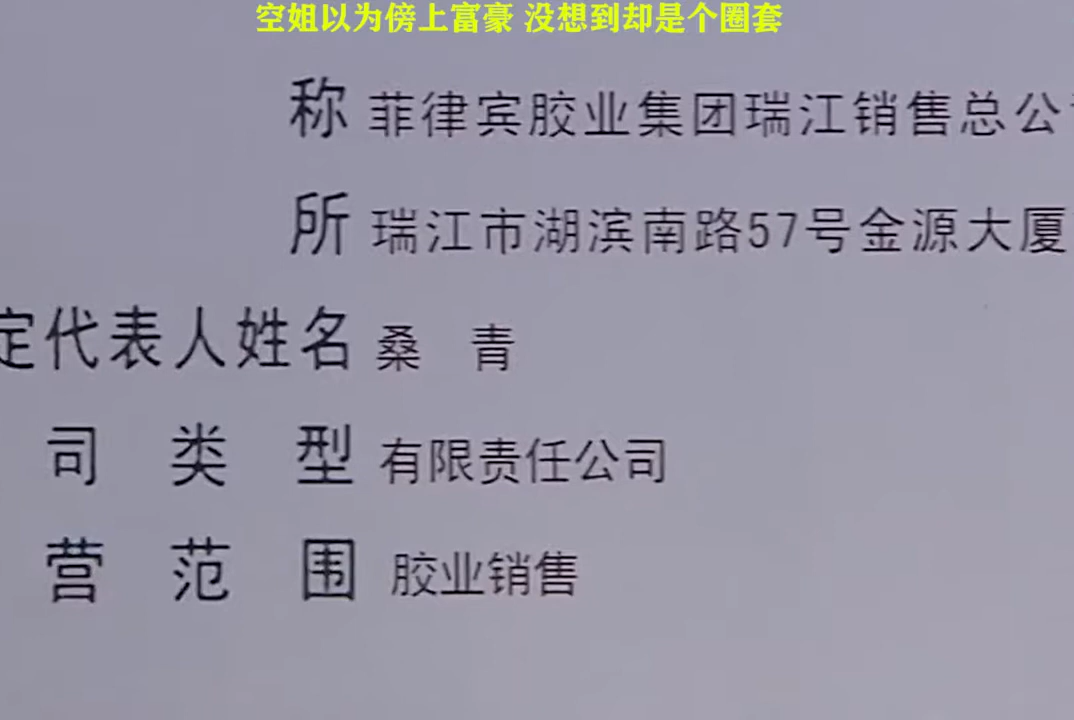 空姐以为傍上富豪 没想到却是个圈套
称 菲律宾胶业集团瑞江销售总公
所 瑞江市湖滨南路57号金源大厦
定代表人姓名 桑 青
司 类 型 有限责任公司
营 范 围 胶业销售